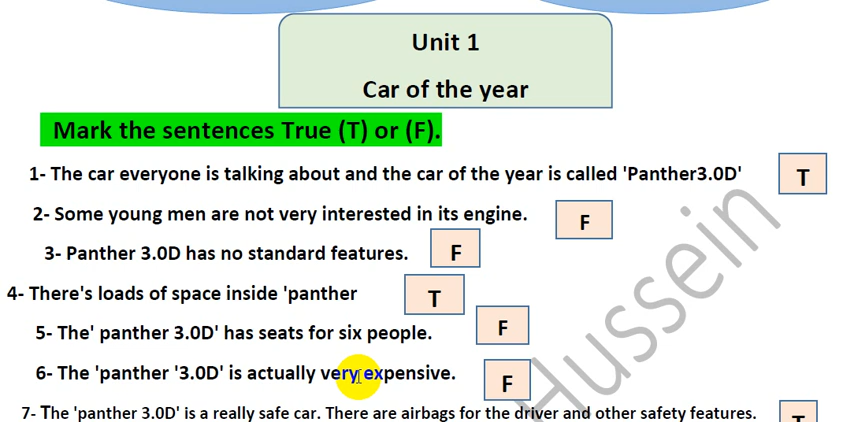 Unit 1
Car of the year
Mark the sentences True (T) or (F).
1- The car everyone is talking about and the car of the year is called 'Panther3.0D' T
2- Some young men are not very interested in its engine. F
3- Panther 3.0D has no standard features. F
4- There's loads of space inside 'panther T
5- The' panther 3.0D' has seats for six people. F
6- The 'panther '3.0D' is actually very expensive. F
7- The 'panther 3.0D' is a really safe car. There are airbags for the driver and other safety features. T
Hussein